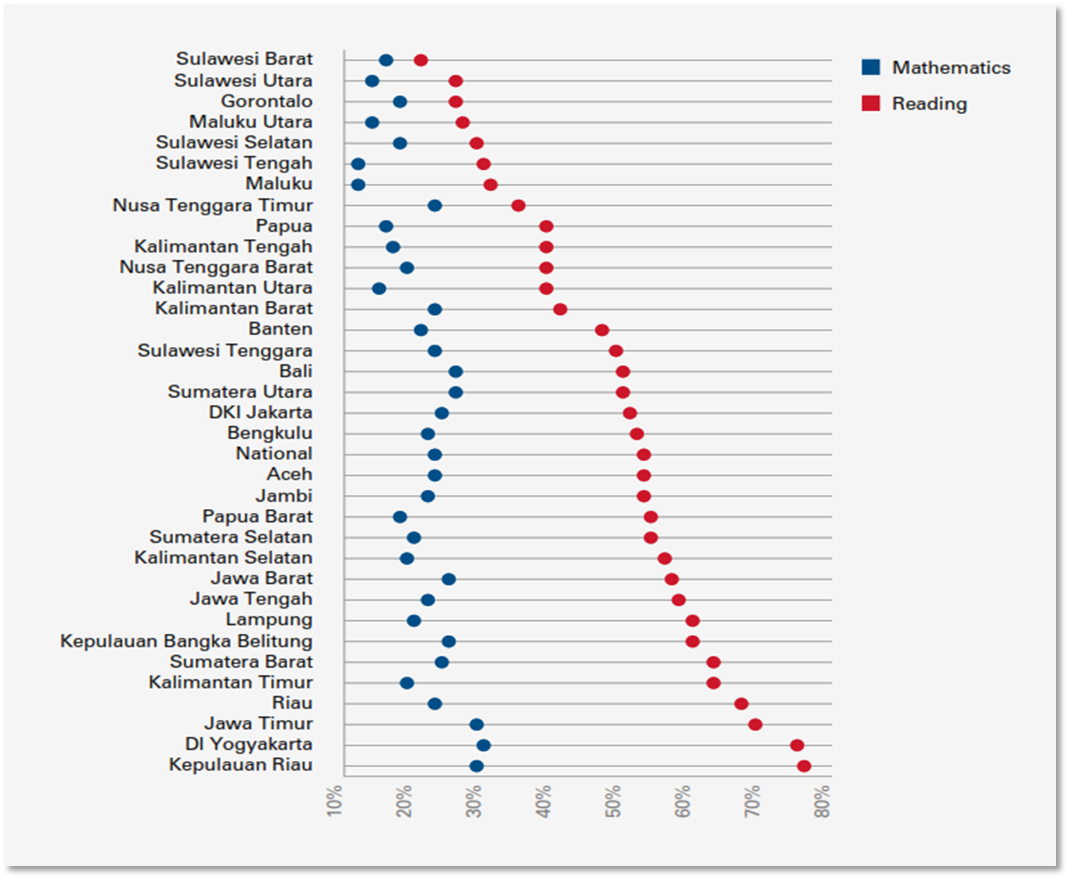 Sulawesi Barat
Sulawesi Utara
Gorontalo
Maluku Utara
Sulawesi Selatan
Sulawesi Tengah
Maluku
Nusa Tenggara Timur
Papua
Kalimantan Tengah
Nusa Tenggara Barat
Kalimantan Utara
Kalimantan Barat
Banten
Sulawesi Tenggara
Bali
Sumatera Utara
DKI Jakarta
Bengkulu
National
Aceh
Jambi
Papua Barat
Sumatera Selatan
Kalimantan Selatan
Jawa Barat
Jawa Tengah
Lampung
Kepulauan Bangka Belitung
Sumatera Barat
Kalimantan Timur
Riau
Jawa Timur
DI Yogyakarta
Kepulauan Riau
10% 20% 30% 40% 50% 60% 70% 80%
Mathematics
Reading